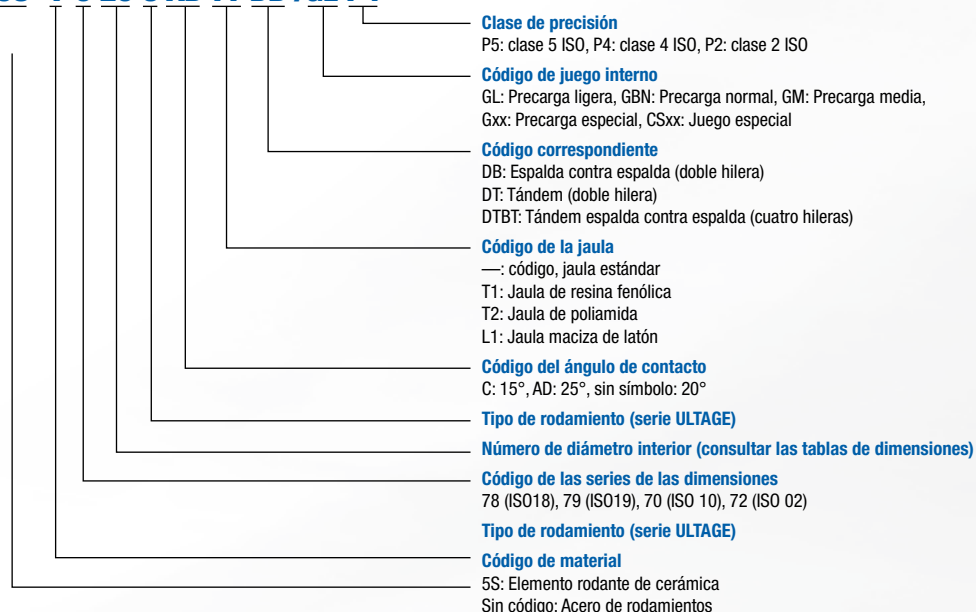 Clase de precisión
P5: clase 5 ISO, P4: clase 4 ISO, P2: clase 2 ISO
Código de juego interno
GL: Precarga ligera, GBN: Precarga normal, GM: Precarga media,
Gxx: Precarga especial, CSxx: Juego especial
Código correspondiente
DB: Espalda contra espalda (doble hilera)
DT: Tándem (doble hilera)
DTBT: Tándem espalda contra espalda (cuatro hileras)
Código de la jaula
—: código, jaula estándar
T1: Jaula de resina fenólica
T2: Jaula de poliamida
L1: Jaula maciza de latón
Código del ángulo de contacto
C: 15°, AD: 25°, sin símbolo: 20°
Tipo de rodamiento (serie ULTAGE)
Número de diámetro interior (consultar las tablas de dimensiones)
Código de las series de las dimensiones
78 (ISO18), 79 (ISO19), 70 (ISO 10), 72 (ISO 02)
Tipo de rodamiento (serie ULTAGE)
Código de material
5S: Elemento rodante de cerámica
Sin código: Acero de rodamientos